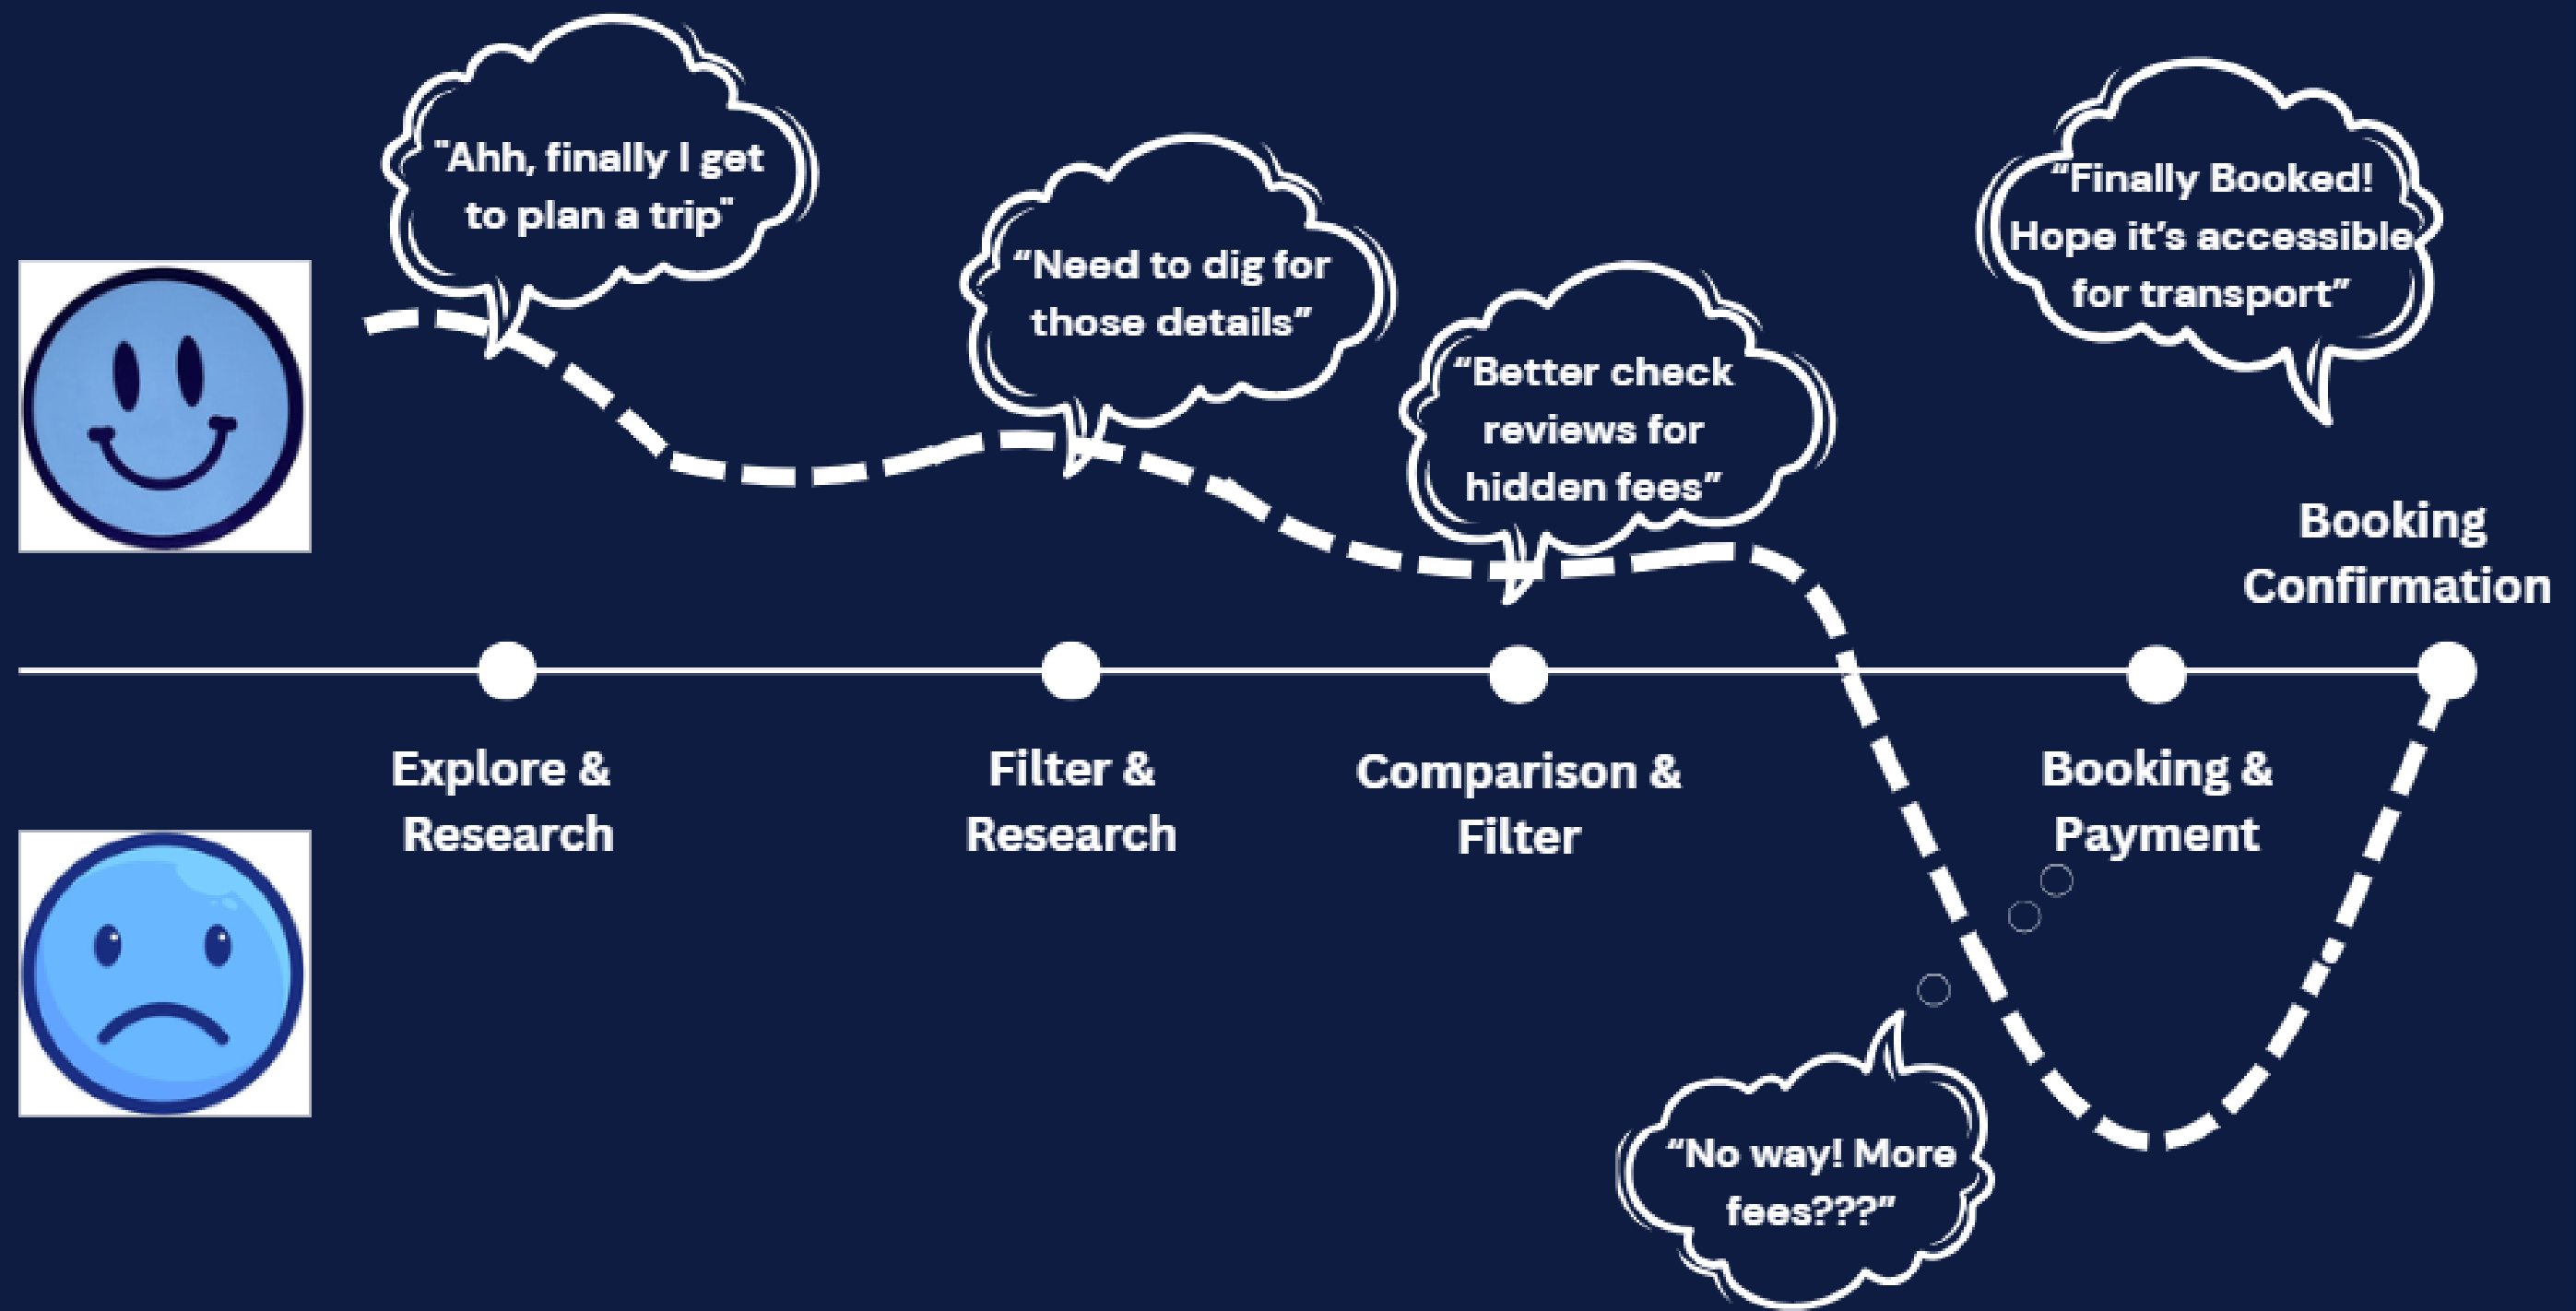 "Ahh, finally I get
to plan a trip"
“Need to dig for
those details”
“Better check
reviews for
hidden fees”
“Finally Booked!
Hope it’s accessible
for transport”
Booking
Confirmation
Explore &
Research
Filter &
Research
Comparison &
Filter
Booking &
Payment
“No way! More
fees???”